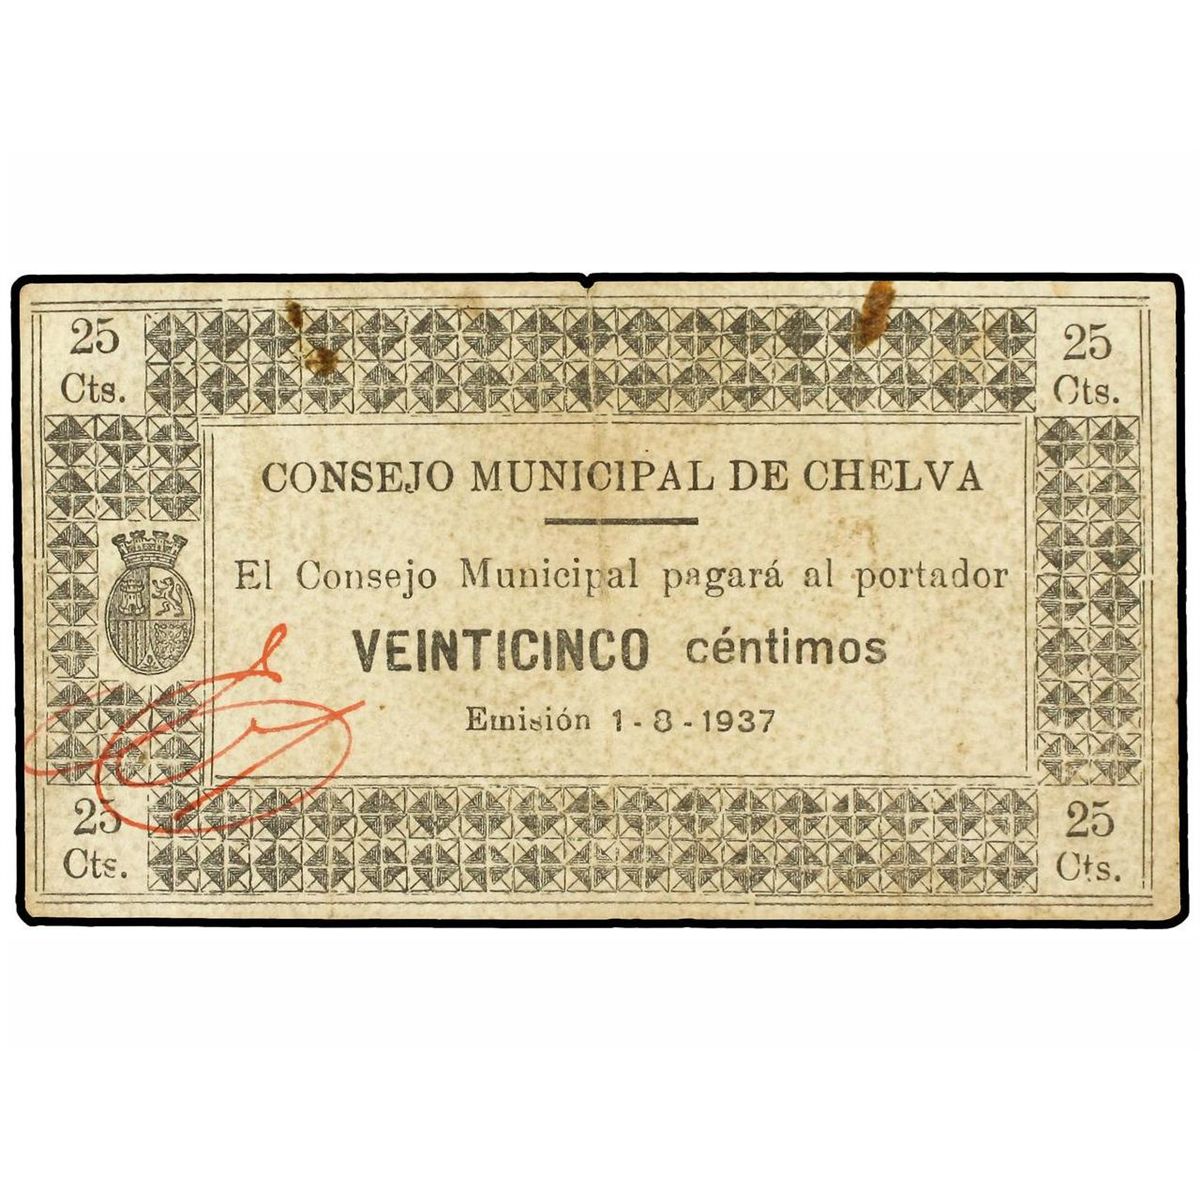 25 25
Cts. Cts.
CONSEJO MUNICIPAL DE CHELVA
El Consejo Municipal pagará al portador
VEINTICINCO céntimos
Emisión 1-8-1937
25 25
Cts. Cts.